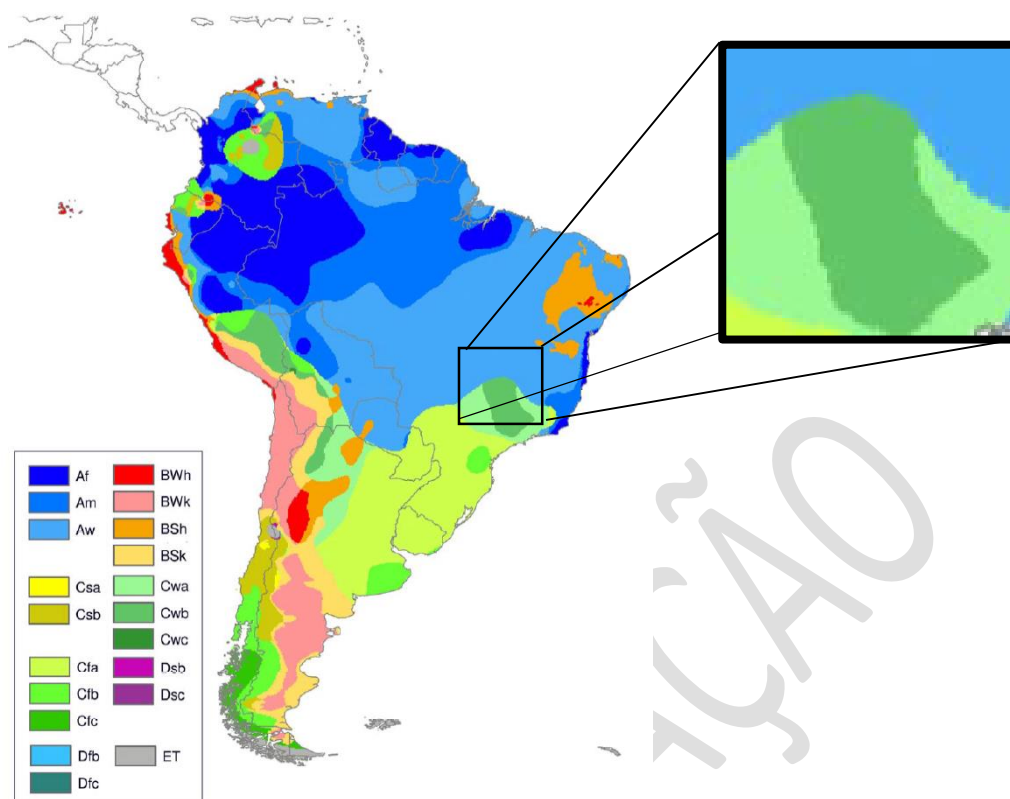 Af
Am
Aw
Csa
Csb
Cfa
Cfb
Cfc
Dfb
Dfc
BWh
BWk
BSh
BSk
Cwa
Cwb
Cwc
Dsb
Dsc
ET
AÇÃO